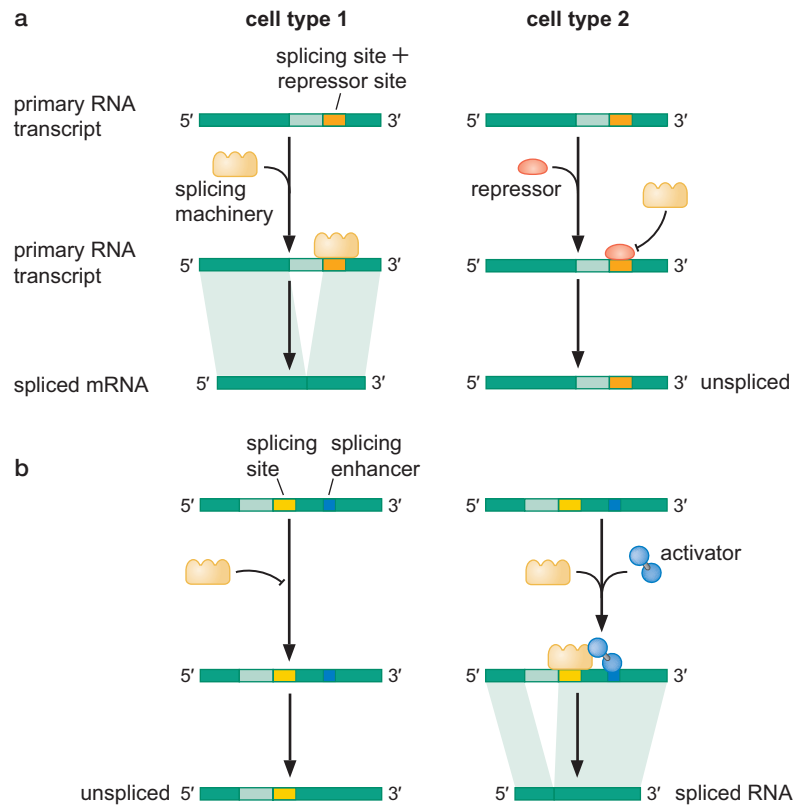 a
cell type 1
cell type 2
splicing site +
repressor site
primary RNA
transcript
5′ 3′
5′ 3′
splicing
machinery
repressor
primary RNA
transcript
5′ 3′
5′ 3′
spliced mRNA
5′ 3′
5′ 3′
unspliced
b
splicing
site
splicing
enhancer
5′ 3′
5′ 3′
activator
5′ 3′
5′ 3′
unspliced
5′ 3′
5′ 3′
spliced RNA